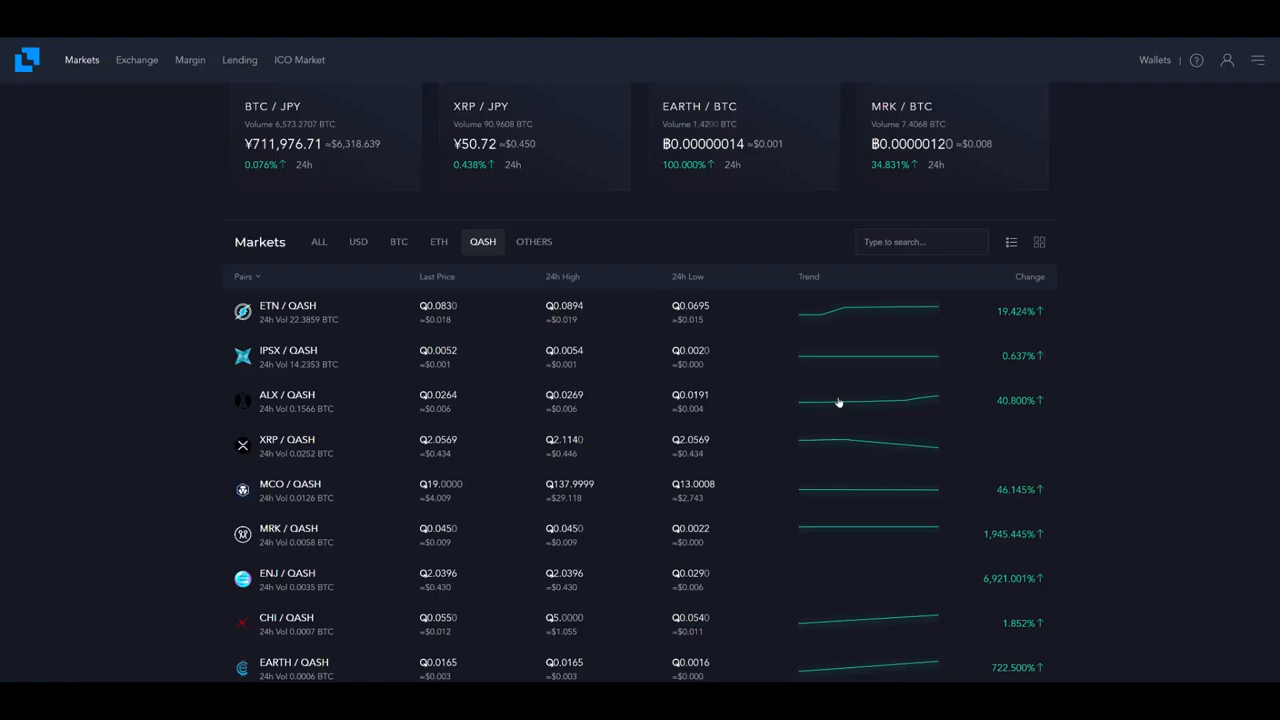 Markets Exchange Margin Lending ICO Market Wallets
BTC / JPY XRP / JPY EARTH / BTC MRK / BTC
Volume 6,573.2707 BTC Volume 90.9608 BTC Volume 1.4200 BTC Volume 7.4068 BTC
¥711,976.71 ≈$6,318.639 ¥50.72 ≈$0.450 ฿0.00000014 ≈$0.001 ฿0.00000120 ≈$0.008
0.076%↑ 24h 0.438%↑ 24h 100.000%↑ 24h 34.831%↑ 24h
Markets ALL USD BTC ETH QASH OTHERS Type to search...
Pairs Last Price 24h High 24h Low Trend Change
ETN / QASH Q0.0830 Q0.0894 Q0.0695 19.424%↑
24h Vol 22.3859 BTC ≈$0.018 ≈$0.019 ≈$0.015
IPSX / QASH Q0.0052 Q0.0054 Q0.0020 0.637%↑
24h Vol 14.2353 BTC ≈$0.001 ≈$0.001 ≈$0.000
ALX / QASH Q0.0264 Q0.0269 Q0.0191 40.800%↑
24h Vol 0.1566 BTC ≈$0.006 ≈$0.006 ≈$0.004
XRP / QASH Q2.0569 Q2.1140 Q2.0569
24h Vol 0.0252 BTC ≈$0.434 ≈$0.446 ≈$0.434
MCO / QASH Q19.0000 Q137.9999 Q13.0008 46.145%↑
24h Vol 0.0126 BTC ≈$4.009 ≈$29.118 ≈$2.743
MRK / QASH Q0.0450 Q0.0450 Q0.0022 1,945.445%↑
24h Vol 0.0058 BTC ≈$0.009 ≈$0.009 ≈$0.000
ENJ / QASH Q2.0396 Q2.0396 Q0.0290 6,921.001%↑
24h Vol 0.0035 BTC ≈$0.430 ≈$0.430 ≈$0.006
CHI / QASH Q0.0550 Q5.0000 Q0.0540 1.852%↑
24h Vol 0.0007 BTC ≈$0.012 ≈$1.055 ≈$0.011
EARTH / QASH Q0.0165 Q0.0165 Q0.0016 722.500%↑
24h Vol 0.0006 BTC ≈$0.003 ≈$0.003 ≈$0.000